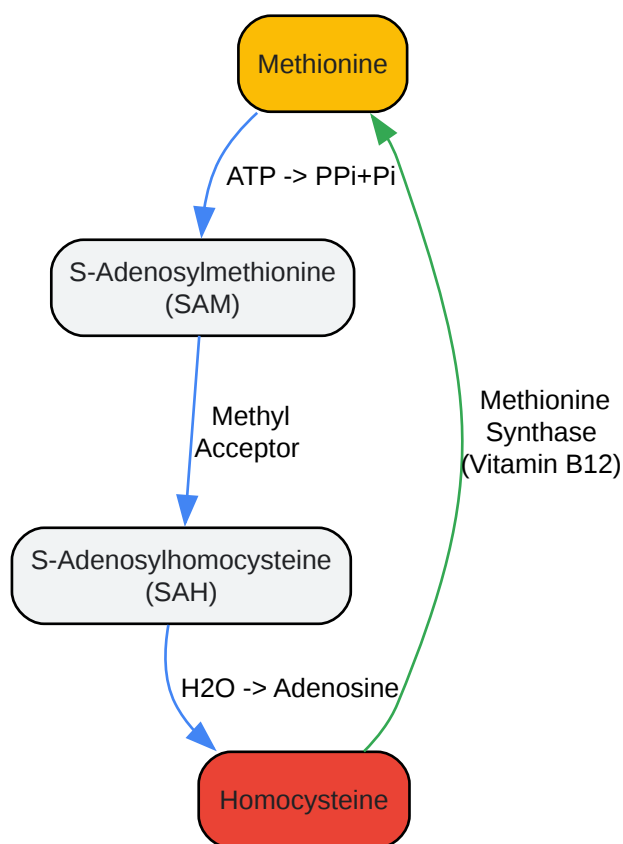 Methionine
ATP -> PPi+Pi
S-Adenosylmethionine
(SAM)
Methyl
Acceptor
Methionine
Synthase
(Vitamin B12)
S-Adenosylhomocysteine
(SAH)
H2O -> Adenosine
Homocysteine